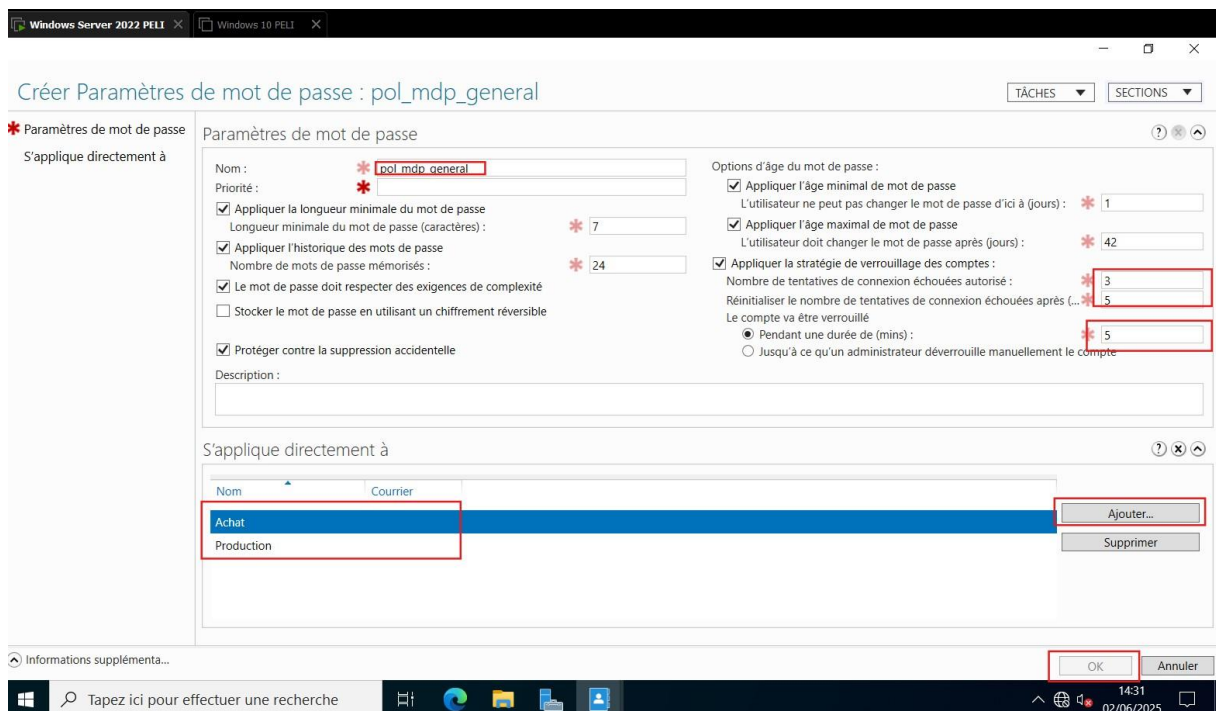 Windows Server 2022 PELI
Windows 10 PELI
Créer Paramètres de mot de passe : pol_mdp_general
TÂCHES
SECTIONS
Paramètres de mot de passe
S'applique directement à
Paramètres de mot de passe
Nom :
pol_mdp_general
Priorité :
Appliquer la longueur minimale du mot de passe
Longueur minimale du mot de passe (caractères) :
7
Appliquer l'historique des mots de passe
Nombre de mots de passe mémorisés :
24
Le mot de passe doit respecter des exigences de complexité
Stocker le mot de passe en utilisant un chiffrement réversible
Protéger contre la suppression accidentelle
Description :
Options d'âge du mot de passe :
Appliquer l'âge minimal de mot de passe
L'utilisateur ne peut pas changer le mot de passe d'ici à (jours) :
1
Appliquer l'âge maximal de mot de passe
L'utilisateur doit changer le mot de passe après (jours) :
42
Appliquer la stratégie de verrouillage des comptes :
Nombre de tentatives de connexion échouées autorisé :
3
Réinitialiser le nombre de tentatives de connexion échouées après (...
5
Le compte va être verrouillé
Pendant une durée de (mins) :
5
Jusqu'à ce qu'un administrateur déverrouille manuellement le compte
S'applique directement à
Nom
Courrier
Achat
Production
Ajouter...
Supprimer
Informations supplémenta...
OK
Annuler
Tapez ici pour effectuer une recherche
14:31
02/06/2025